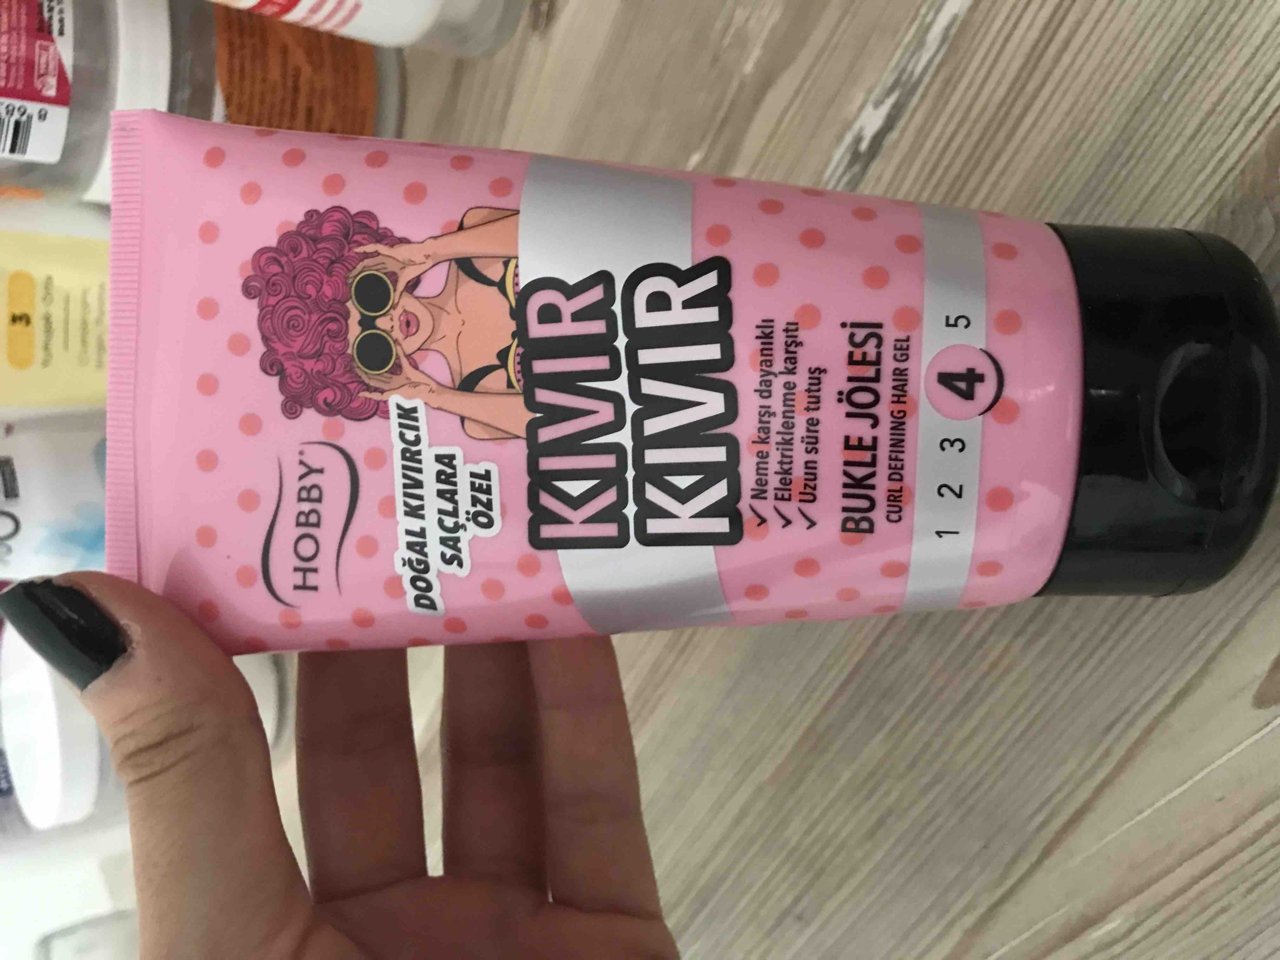 HOBBY
DOĞAL KIVIRCIK
SAÇLARA
ÖZEL
KIVIR
KIVIR
✓ Neme karşı dayanıklı
✓ Elektriklenme karşıtı
✓ Uzun süre tutuş
BUKLE JÖLESİ
CURL DEFINING HAIR GEL
1 2 3 4 5
3